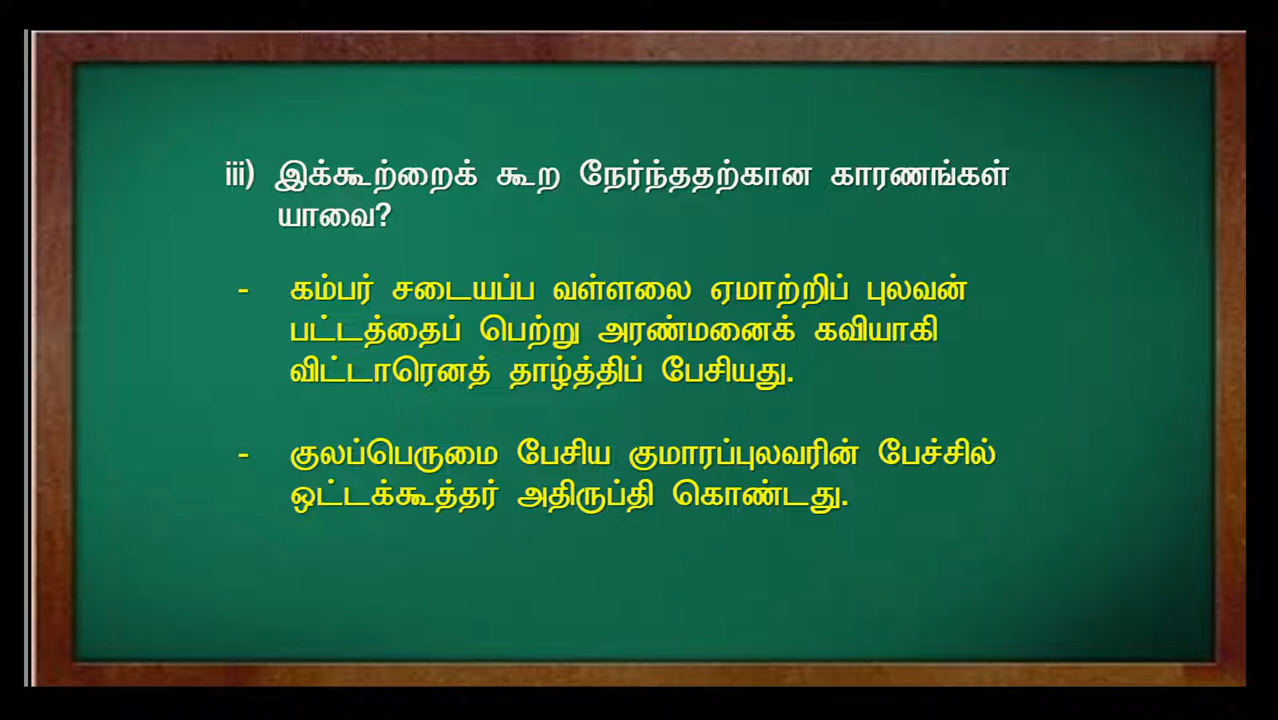 iii) இக்கூற்றைக் கூற நேர்ந்ததற்கான காரணங்கள்
யாவை?
- கம்பர் சடையப்ப வள்ளலை ஏமாற்றிப் புலவன்
பட்டத்தைப் பெற்று அரண்மனைக் கவியாகி
விட்டாரெனத் தாழ்த்திப் பேசியது.
- குலப்பெருமை பேசிய குமாரப்புலவரின் பேச்சில்
ஒட்டக்கூத்தர் அதிருப்தி கொண்டது.